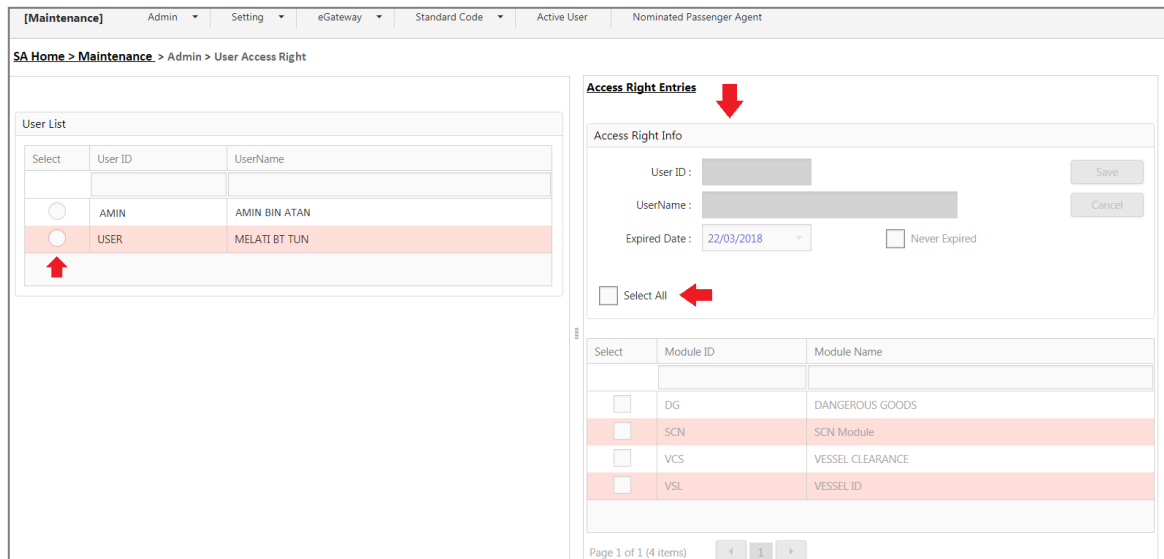 [Maintenance] Admin Setting eGateway Standard Code Active User Nominated Passenger Agent
SA Home > Maintenance > Admin > User Access Right
User List
Select User ID UserName
AMIN AMIN BIN ATAN
USER MELATI BT TUN
Access Right Entries
Access Right Info
User ID : Save
UserName : Cancel
Expired Date : 22/03/2018 Never Expired
Select All
Select Module ID Module Name
DG DANGEROUS GOODS
SCN SCN Module
VCS VESSEL CLEARANCE
VSL VESSEL ID
Page 1 of 1 (4 items) 1